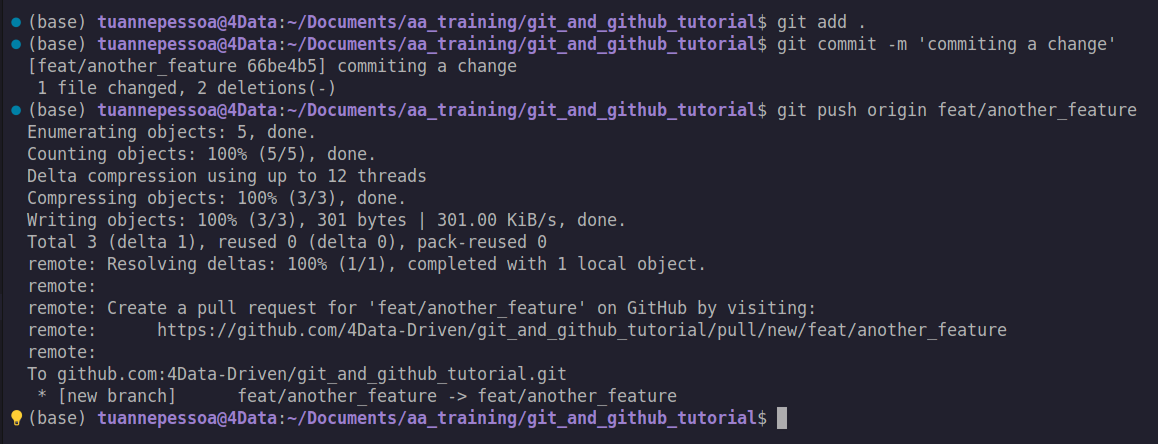 (base) tuannepessoa@4Data:~/Documents/aa_training/git_and_github_tutorial$ git add .
(base) tuannepessoa@4Data:~/Documents/aa_training/git_and_github_tutorial$ git commit -m 'commiting a change'
[feat/another_feature 66be4b5] commiting a change
 1 file changed, 2 deletions(-)
(base) tuannepessoa@4Data:~/Documents/aa_training/git_and_github_tutorial$ git push origin feat/another_feature
Enumerating objects: 5, done.
Counting objects: 100% (5/5), done.
Delta compression using up to 12 threads
Compressing objects: 100% (3/3), done.
Writing objects: 100% (3/3), 301 bytes | 301.00 KiB/s, done.
Total 3 (delta 1), reused 0 (delta 0), pack-reused 0
remote: Resolving deltas: 100% (1/1), completed with 1 local object.
remote:
remote: Create a pull request for 'feat/another_feature' on GitHub by visiting:
remote:      https://github.com/4Data-Driven/git_and_github_tutorial/pull/new/feat/another_feature
remote:
To github.com:4Data-Driven/git_and_github_tutorial.git
 * [new branch]      feat/another_feature -> feat/another_feature
(base) tuannepessoa@4Data:~/Documents/aa_training/git_and_github_tutorial$